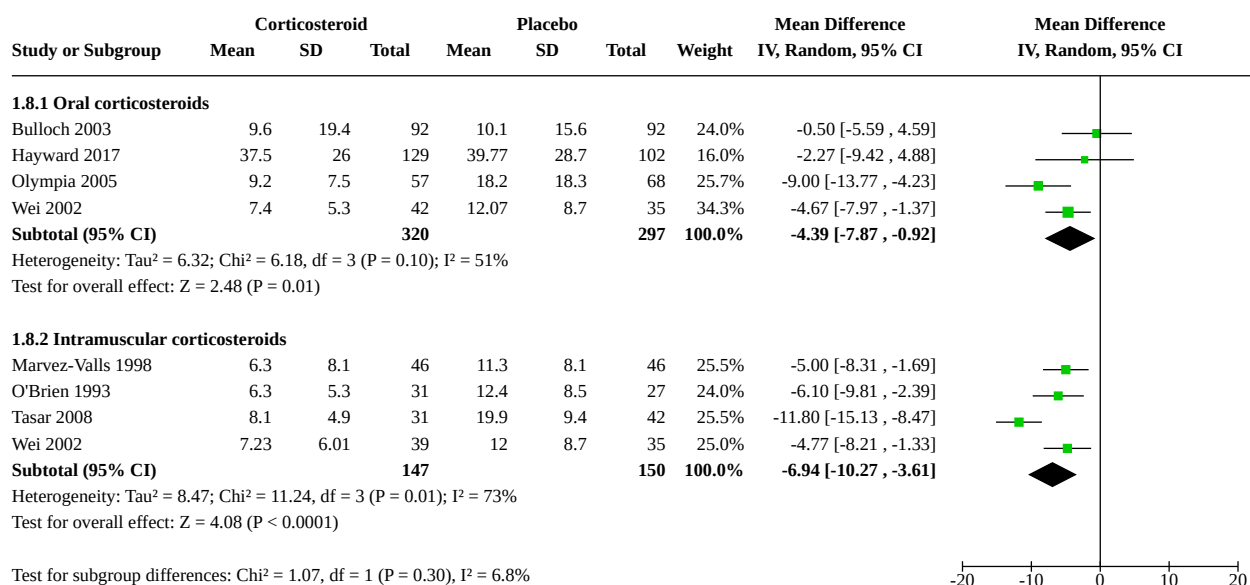 Corticosteroid Placebo Mean Difference Mean Difference
Study or Subgroup Mean SD Total Mean SD Total Weight IV, Random, 95% CI IV, Random, 95% CI
1.8.1 Oral corticosteroids
Bulloch 2003 9.6 19.4 92 10.1 15.6 92 24.0% -0.50 [-5.59 , 4.59]
Hayward 2017 37.5 26 129 39.77 28.7 102 16.0% -2.27 [-9.42 , 4.88]
Olympia 2005 9.2 7.5 57 18.2 18.3 68 25.7% -9.00 [-13.77 , -4.23]
Wei 2002 7.4 5.3 42 12.07 8.7 35 34.3% -4.67 [-7.97 , -1.37]
Subtotal (95% CI) 320 297 100.0% -4.39 [-7.87 , -0.92]
Heterogeneity: Tau² = 6.32; Chi² = 6.18, df = 3 (P = 0.10); I² = 51%
Test for overall effect: Z = 2.48 (P = 0.01)
1.8.2 Intramuscular corticosteroids
Marvez-Valls 1998 6.3 8.1 46 11.3 8.1 46 25.5% -5.00 [-8.31 , -1.69]
O'Brien 1993 6.3 5.3 31 12.4 8.5 27 24.0% -6.10 [-9.81 , -2.39]
Tasar 2008 8.1 4.9 31 19.9 9.4 42 25.5% -11.80 [-15.13 , -8.47]
Wei 2002 7.23 6.01 39 12 8.7 35 25.0% -4.77 [-8.21 , -1.33]
Subtotal (95% CI) 147 150 100.0% -6.94 [-10.27 , -3.61]
Heterogeneity: Tau² = 8.47; Chi² = 11.24, df = 3 (P = 0.01); I² = 73%
Test for overall effect: Z = 4.08 (P < 0.0001)
Test for subgroup differences: Chi² = 1.07, df = 1 (P = 0.30), I² = 6.8%
-20 -10 0 10 20